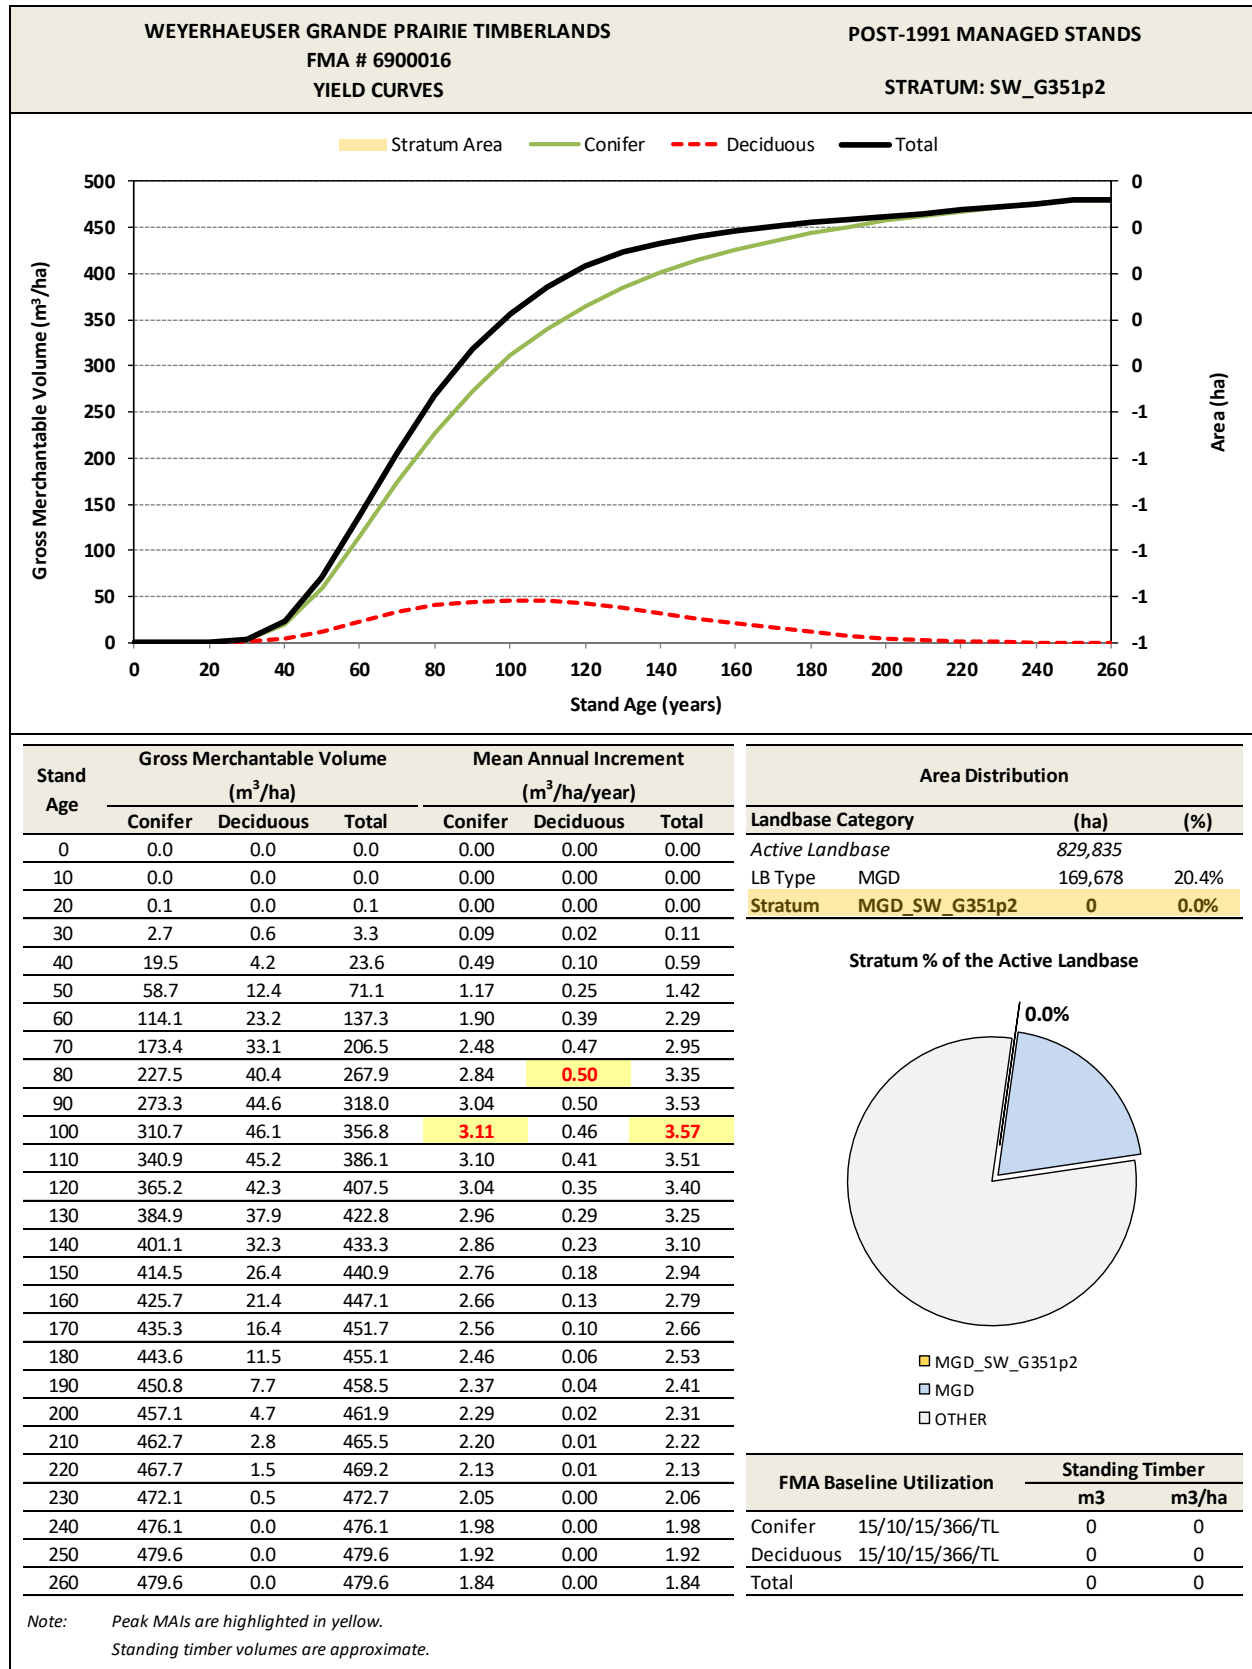 WEYERHAEUSER GRANDE PRAIRIE TIMBERLANDS
FMA # 6900016
YIELD CURVES
POST-1991 MANAGED STANDS
STRATUM: SW_G351p2
Stratum Area Conifer Deciduous Total
Gross Merchantable Volume (m³/ha)
500
450
400
350
300
250
200
150
100
50
0
0
0
0
0
0
-1
-1
-1
-1
-1
-1
Area (ha)
0 20 40 60 80 100 120 140 160 180 200 220 240 260
Stand Age (years)
Stand Age Gross Merchantable Volume (m³/ha) Mean Annual Increment (m³/ha/year)
Conifer Deciduous Total Conifer Deciduous Total
0 0.0 0.0 0.0 0.00 0.00 0.00
10 0.0 0.0 0.0 0.00 0.00 0.00
20 0.1 0.0 0.1 0.00 0.00 0.00
30 2.7 0.6 3.3 0.09 0.02 0.11
40 19.5 4.2 23.6 0.49 0.10 0.59
50 58.7 12.4 71.1 1.17 0.25 1.42
60 114.1 23.2 137.3 1.90 0.39 2.29
70 173.4 33.1 206.5 2.48 0.47 2.95
80 227.5 40.4 267.9 2.84 0.50 3.35
90 273.3 44.6 318.0 3.04 0.50 3.53
100 310.7 46.1 356.8 3.11 0.46 3.57
110 340.9 45.2 386.1 3.10 0.41 3.51
120 365.2 42.3 407.5 3.04 0.35 3.40
130 384.9 37.9 422.8 2.96 0.29 3.25
140 401.1 32.3 433.3 2.86 0.23 3.10
150 414.5 26.4 440.9 2.76 0.18 2.94
160 425.7 21.4 447.1 2.66 0.13 2.79
170 435.3 16.4 451.7 2.56 0.10 2.66
180 443.6 11.5 455.1 2.46 0.06 2.53
190 450.8 7.7 458.5 2.37 0.04 2.41
200 457.1 4.7 461.9 2.29 0.02 2.31
210 462.7 2.8 465.5 2.20 0.01 2.22
220 467.7 1.5 469.2 2.13 0.01 2.13
230 472.1 0.5 472.7 2.05 0.00 2.06
240 476.1 0.0 476.1 1.98 0.00 1.98
250 479.6 0.0 479.6 1.92 0.00 1.92
260 479.6 0.0 479.6 1.84 0.00 1.84
Area Distribution
Landbase Category (ha) (%)
Active Landbase 829,835
LB Type MGD 169,678 20.4%
Stratum MGD_SW_G351p2 0 0.0%
Stratum % of the Active Landbase
0.0%
MGD_SW_G351p2
MGD
OTHER
FMA Baseline Utilization Standing Timber
m3 m3/ha
Conifer 15/10/15/366/TL 0 0
Deciduous 15/10/15/366/TL 0 0
Total 0 0
Note: Peak MAIs are highlighted in yellow.
Standing timber volumes are approximate.